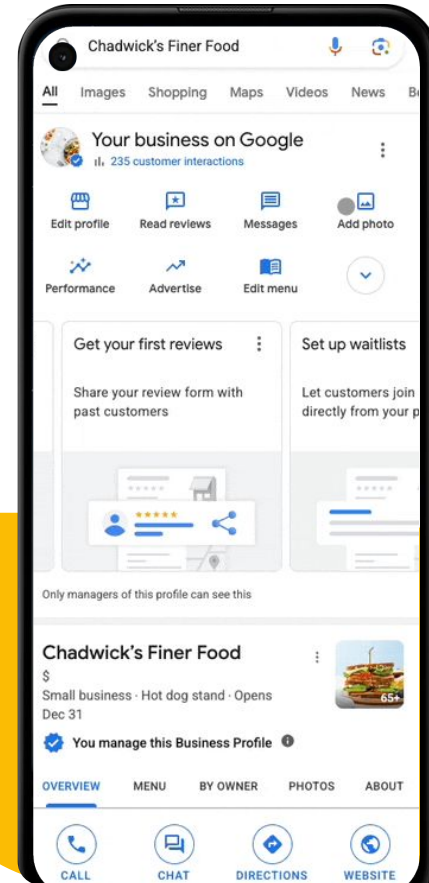 Chadwick's Finer Food
All Images Shopping Maps Videos News
Your business on Google
235 customer interactions
Edit profile Read reviews Messages Add photo
Performance Advertise Edit menu
Get your first reviews
Share your review form with
past customers
Set up waitlists
Let customers join
directly from your p
Only managers of this profile can see this
Chadwick's Finer Food
$
Small business · Hot dog stand · Opens
Dec 31
65+
You manage this Business Profile
OVERVIEW MENU BY OWNER PHOTOS ABOUT
CALL CHAT DIRECTIONS WEBSITE